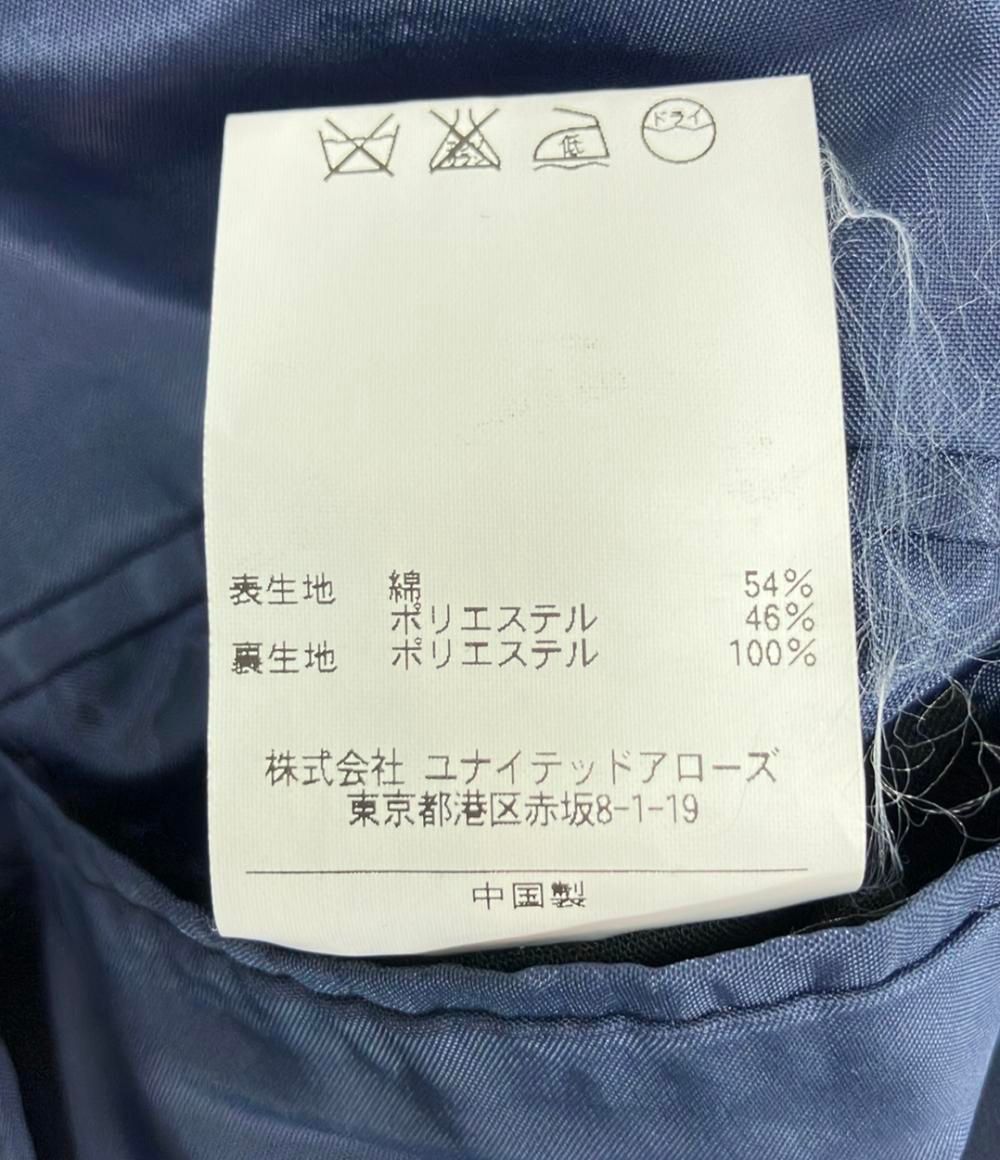 低 ドライ
表生地 綿 54%
ポリエステル 46%
裏生地 ポリエステル 100%
株式会社 ユナイテッドアローズ
東京都港区赤坂8-1-19
中国製